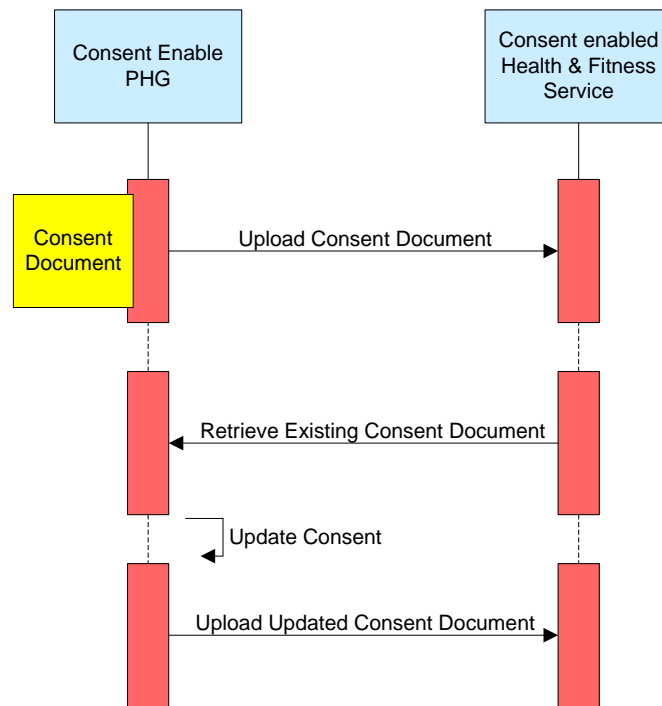 Consent Enable
PHG
Consent enabled
Health & Fitness
Service
Consent
Document
Upload Consent Document
Retrieve Existing Consent Document
Update Consent
Upload Updated Consent Document